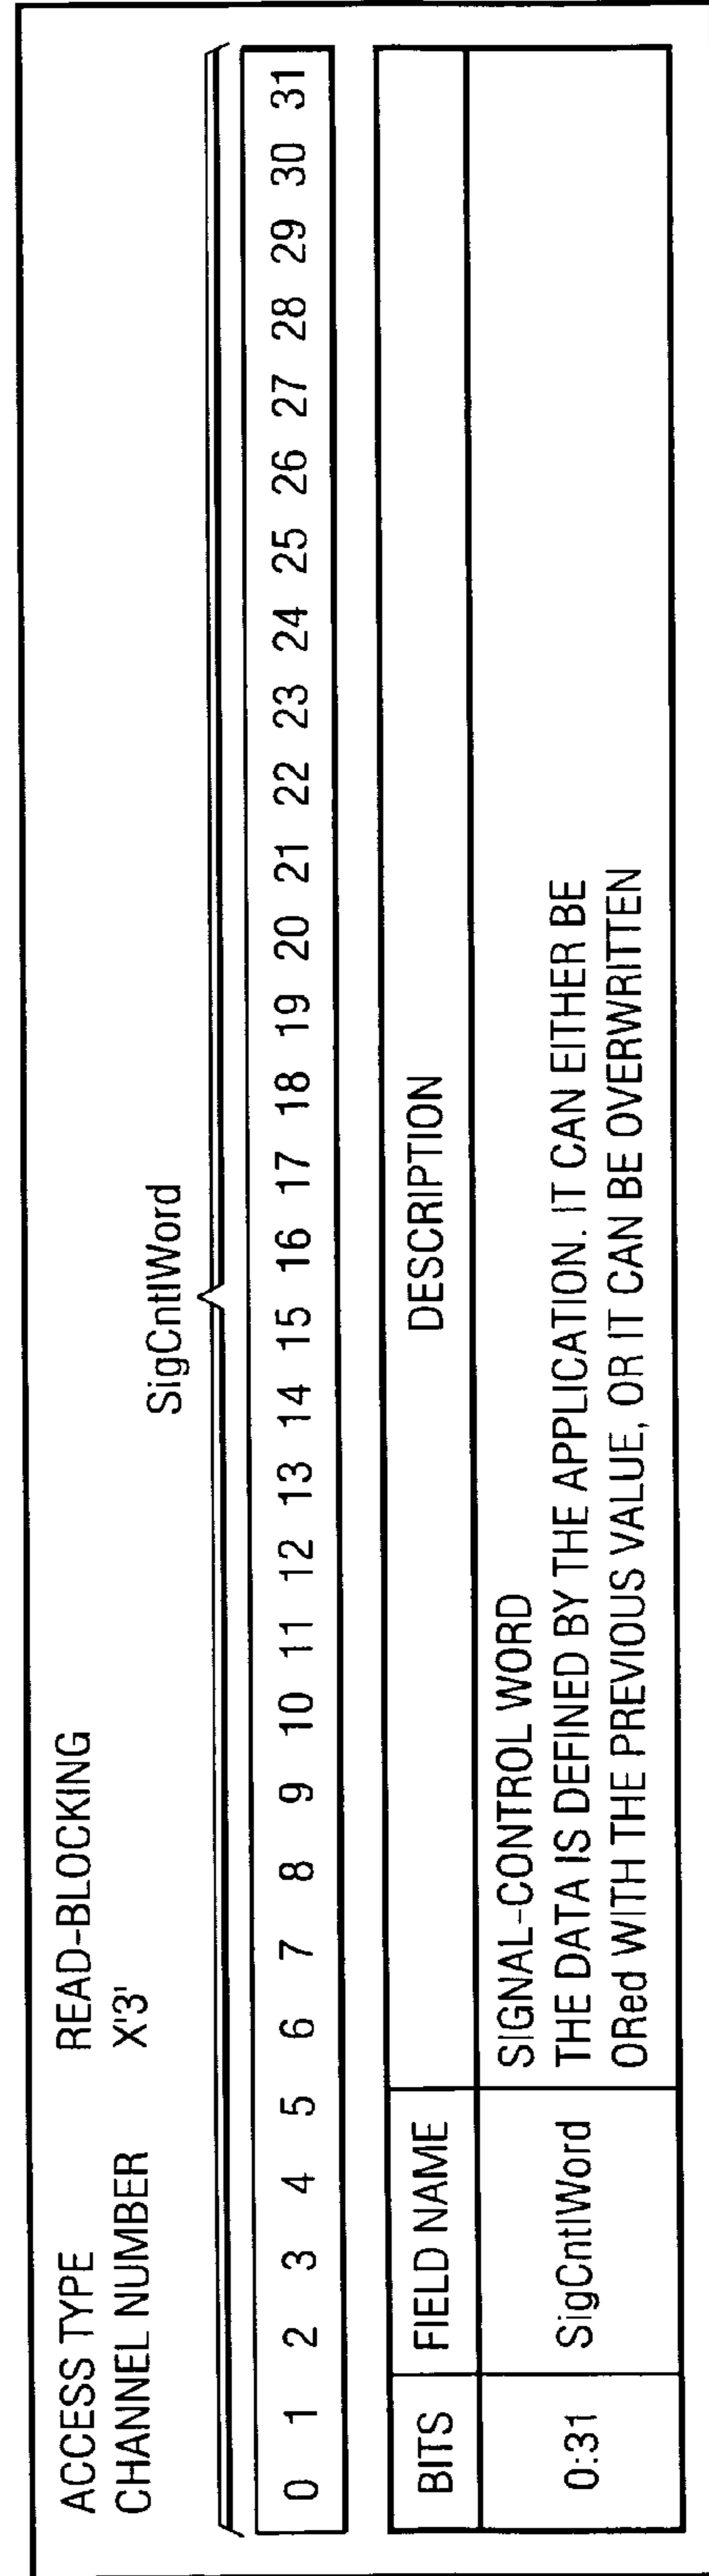 ACCESS TYPE READ-BLOCKING
CHANNEL NUMBER X'3'
SigCntlWord
0 1 2 3 4 5 6 7 8 9 10 11 12 13 14 15 16 17 18 19 20 21 22 23 24 25 26 27 28 29 30 31
BITS FIELD NAME DESCRIPTION
0:31 SigCntlWord SIGNAL-CONTROL WORD
THE DATA IS DEFINED BY THE APPLICATION. IT CAN EITHER BE
ORed WITH THE PREVIOUS VALUE, OR IT CAN BE OVERWRITTEN